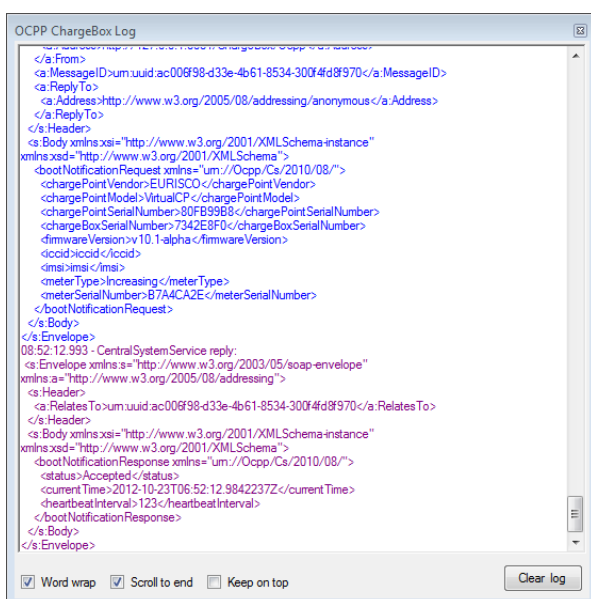 OCPP ChargeBox Log
</a:From>
<a:MessageID>urn:uuid:ac006f98-d33e-4b61-8534-300f4fd8f970</a:MessageID>
<a:ReplyTo>
<a:Address>http://www.w3.org/2005/08/addressing/anonymous</a:Address>
</a:ReplyTo>
</s:Header>
<s:Body xmlns:xsi="http://www.w3.org/2001/XMLSchema-instance"
xmlns:xsd="http://www.w3.org/2001/XMLSchema">
<bootNotificationRequest xmlns="urn://Ocpp/Cs/2010/08/">
<chargePointVendor>EURISCO</chargePointVendor>
<chargePointModel>VirtualCP</chargePointModel>
<chargePointSerialNumber>80FB99B8</chargePointSerialNumber>
<chargeBoxSerialNumber>7342E8F0</chargeBoxSerialNumber>
<firmwareVersion>v10.1-alpha</firmwareVersion>
<iccid>iccid</iccid>
<imsi>imsi</imsi>
<meterType>Increasing</meterType>
<meterSerialNumber>B7A4CA2E</meterSerialNumber>
</bootNotificationRequest>
</s:Body>
</s:Envelope>
08:52:12.993 - CentralSystemService reply:
<s:Envelope xmlns:s="http://www.w3.org/2003/05/soap-envelope"
xmlns:a="http://www.w3.org/2005/08/addressing">
<s:Header>
<a:RelatesTo>urn:uuid:ac006f98-d33e-4b61-8534-300f4fd8f970</a:RelatesTo>
</s:Header>
<s:Body xmlns:xsi="http://www.w3.org/2001/XMLSchema-instance"
xmlns:xsd="http://www.w3.org/2001/XMLSchema">
<bootNotificationResponse xmlns="urn://Ocpp/Cs/2010/08/">
<status>Accepted</status>
<currentTime>2012-10-23T06:52:12.9842237Z</currentTime>
<heartbeatInterval>123</heartbeatInterval>
</bootNotificationResponse>
</s:Body>
</s:Envelope>
Word wrap Scroll to end Keep on top Clear log